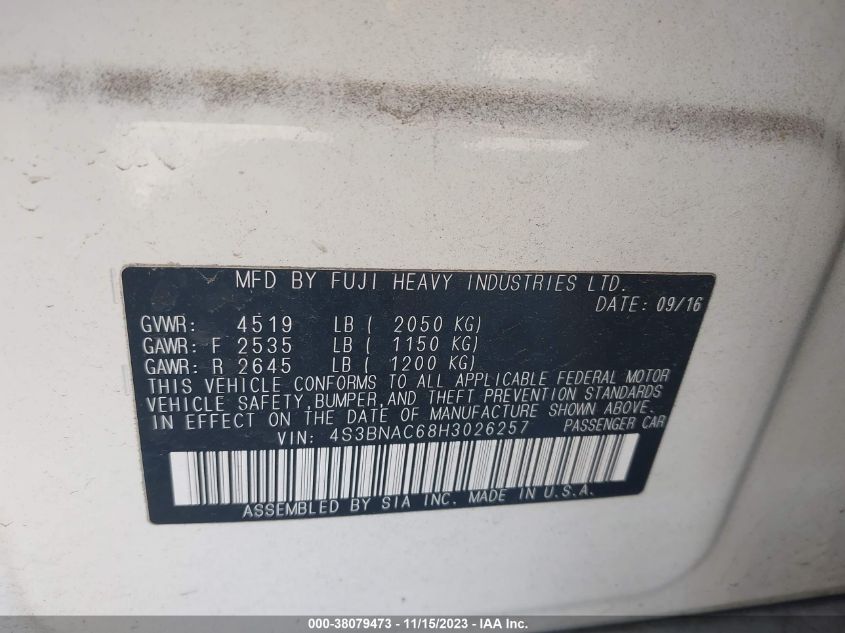 MFD BY FUJI HEAVY INDUSTRIES LTD.
DATE: 09/16
GVWR: 4519 LB ( 2050 KG)
GAWR: F 2535 LB ( 1150 KG)
GAWR: R 2645 LB ( 1200 KG)
THIS VEHICLE CONFORMS TO ALL APPLICABLE FEDERAL MOTOR
VEHICLE SAFETY, BUMPER, AND THEFT PREVENTION STANDARDS
IN EFFECT ON THE DATE OF MANUFACTURE SHOWN ABOVE.
VIN: 4S3BNAC68H3026257 PASSENGER CAR
ASSEMBLED BY SIA INC. MADE IN U.S.A.
000-38079473 - 11/15/2023 - IAA Inc.